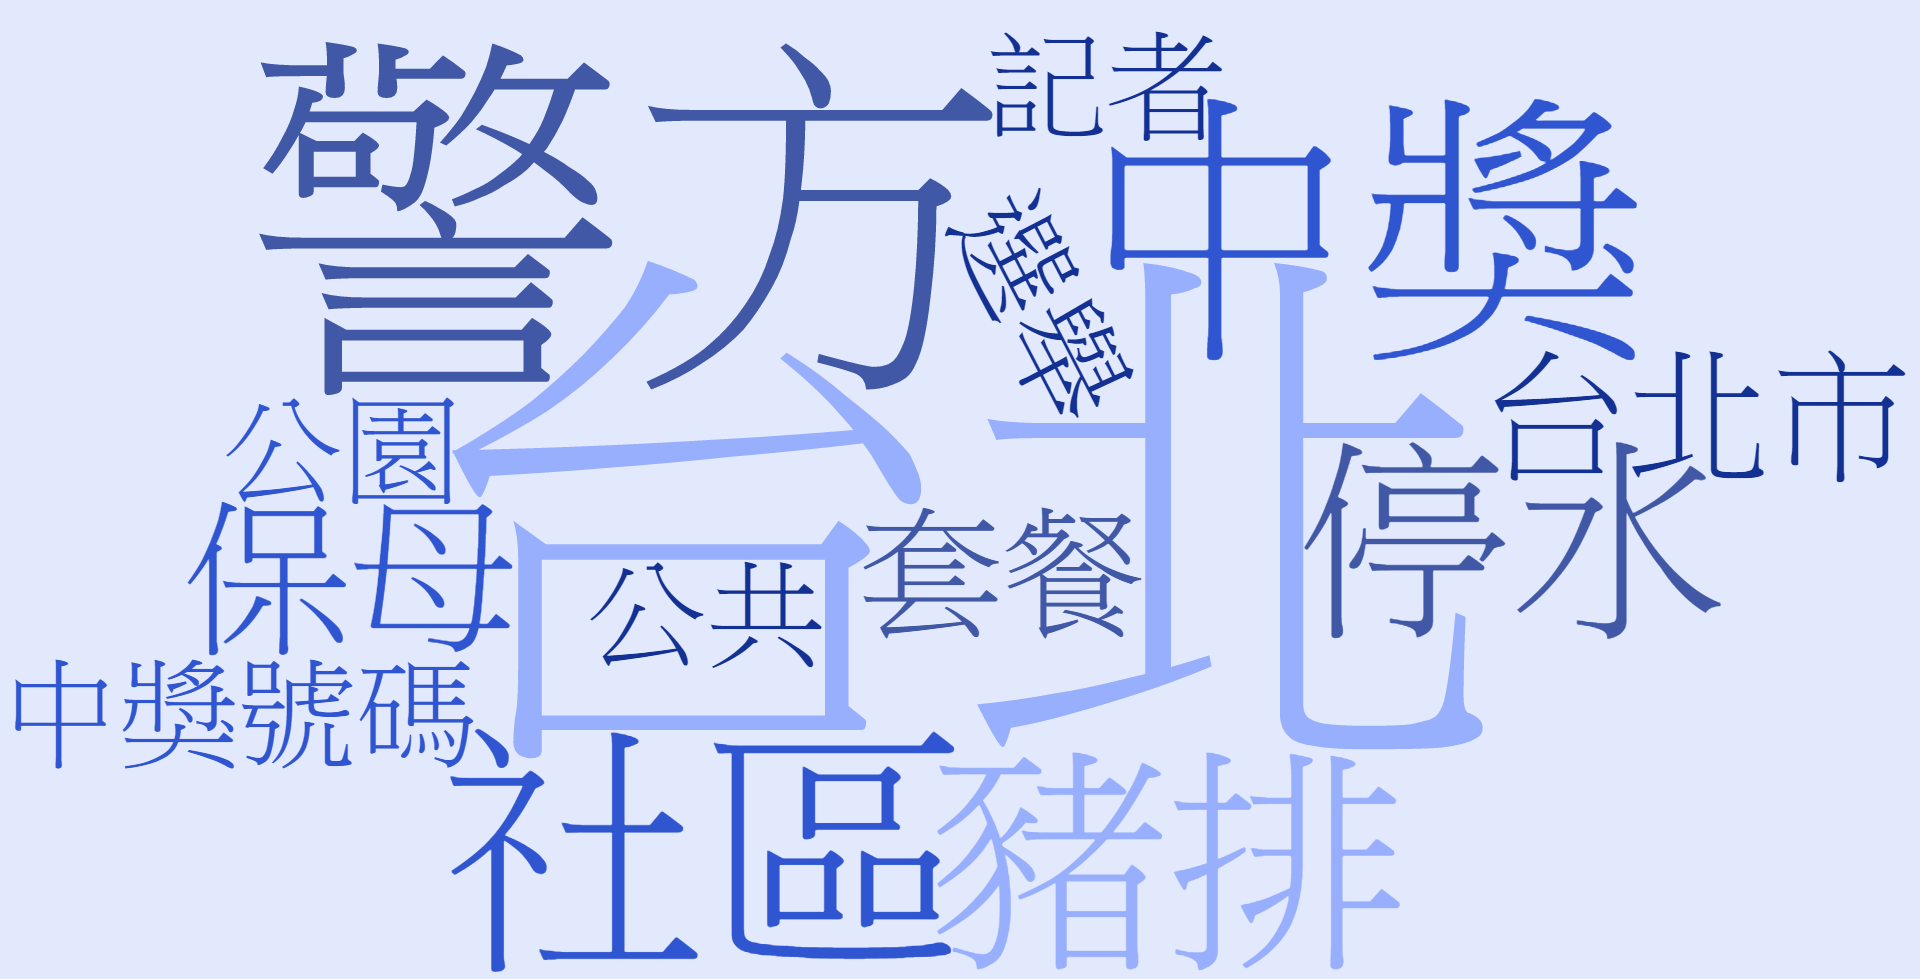 警方
記者
中獎
選舉
台北
台北市
公園
停水
保母
套餐
公共
中獎號碼
社區
豬排